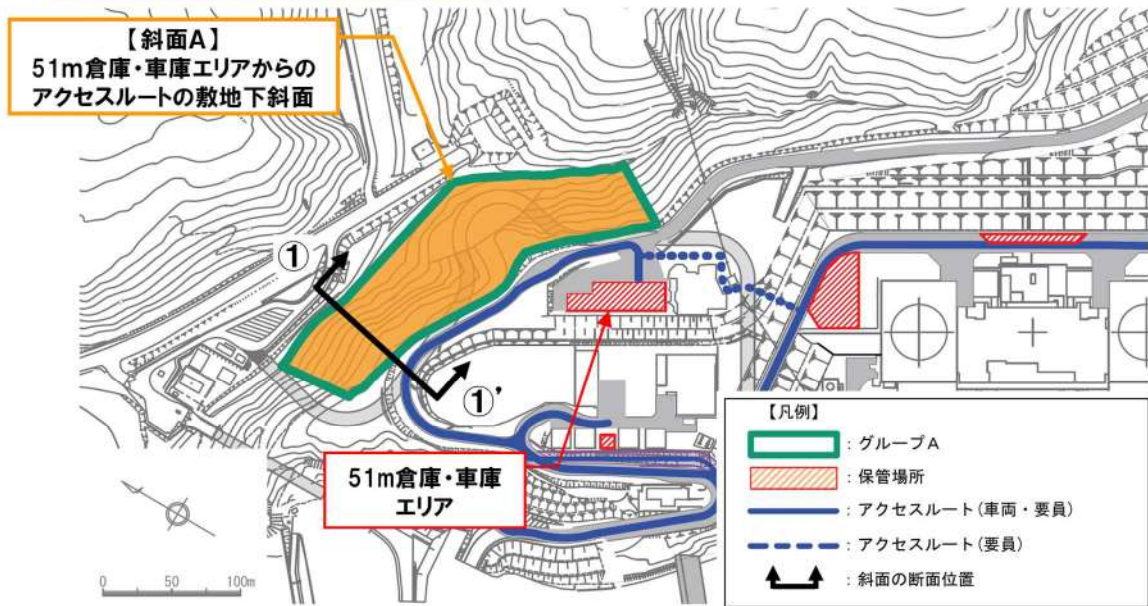 【斜面A】
51m倉庫・車庫エリアからの
アクセスルートの敷地下斜面
①
①’
51m倉庫・車庫
エリア
【凡例】
：グループA
：保管場所
：アクセスルート（車両・要員）
：アクセスルート（要員）
：斜面の断面位置
0 50 100m